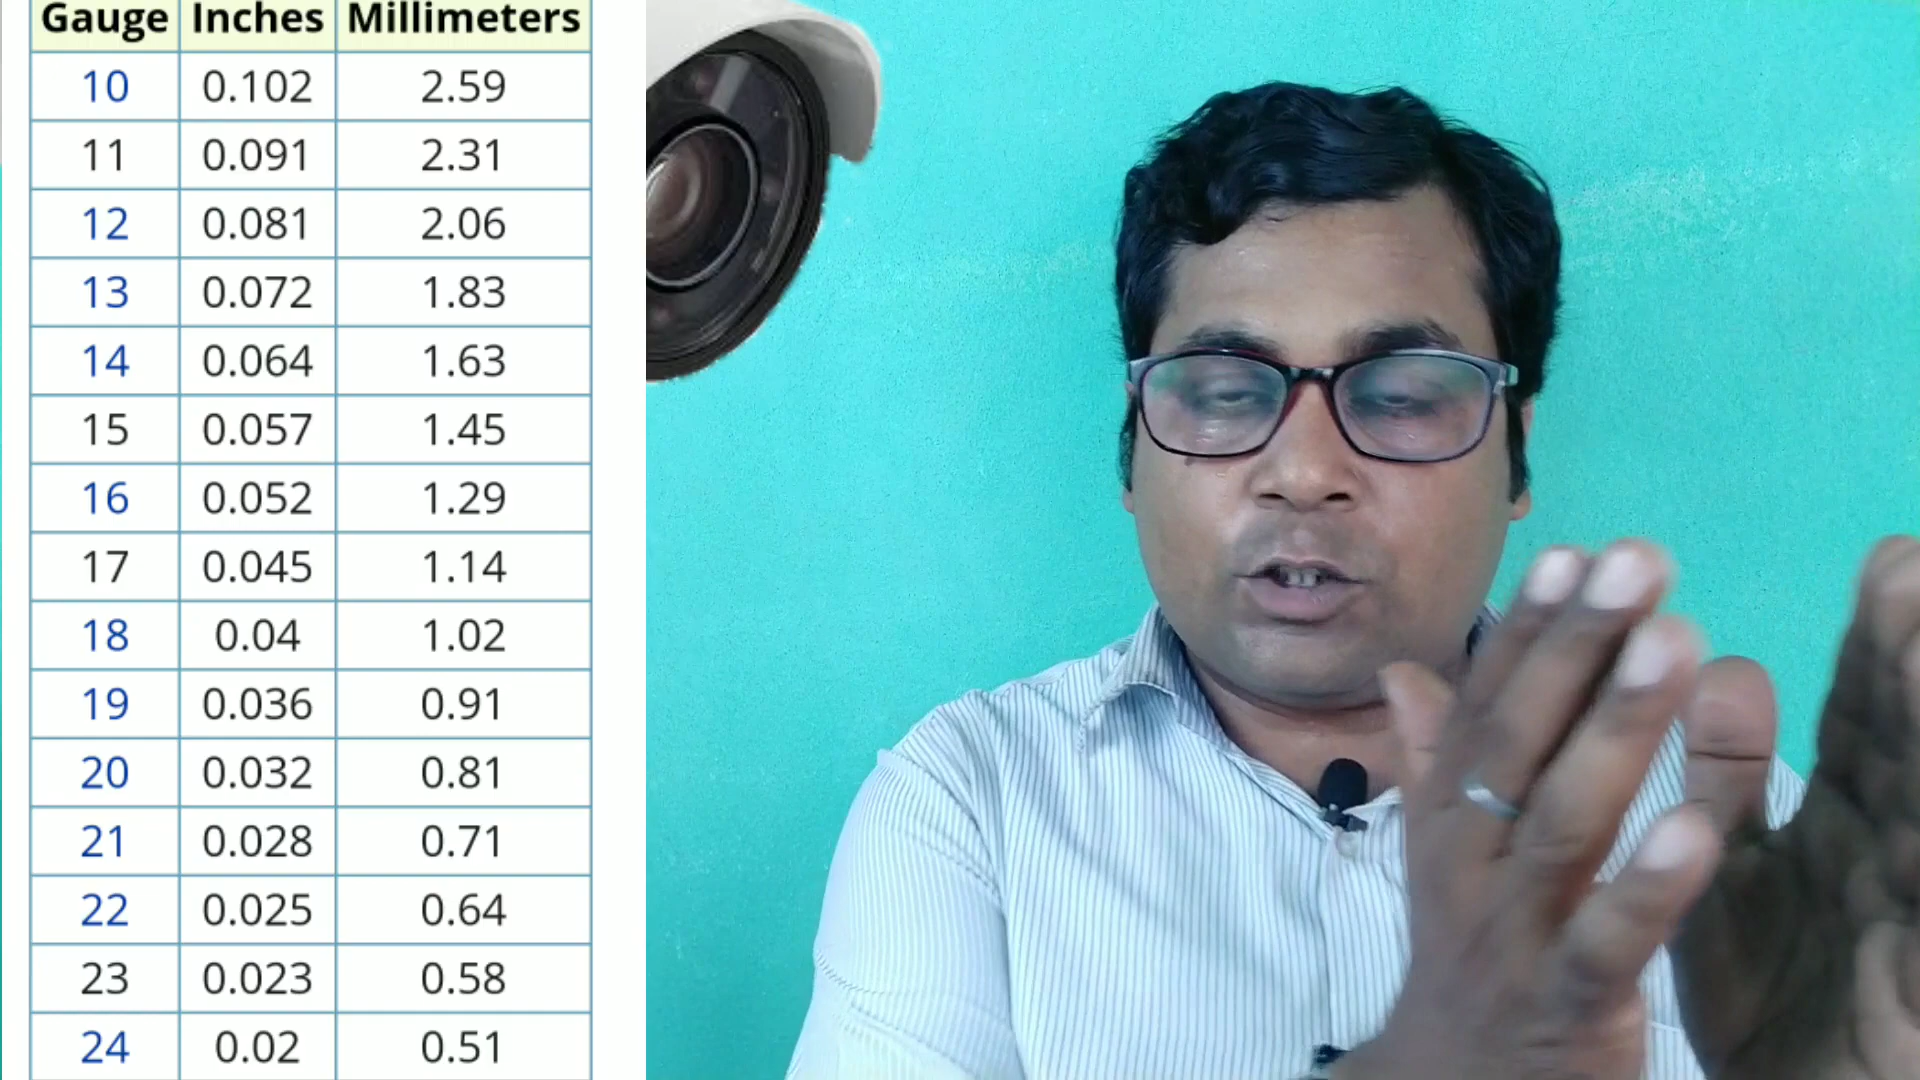 Gauge Inches Millimeters
10 0.102 2.59
11 0.091 2.31
12 0.081 2.06
13 0.072 1.83
14 0.064 1.63
15 0.057 1.45
16 0.052 1.29
17 0.045 1.14
18 0.04 1.02
19 0.036 0.91
20 0.032 0.81
21 0.028 0.71
22 0.025 0.64
23 0.023 0.58
24 0.02 0.51